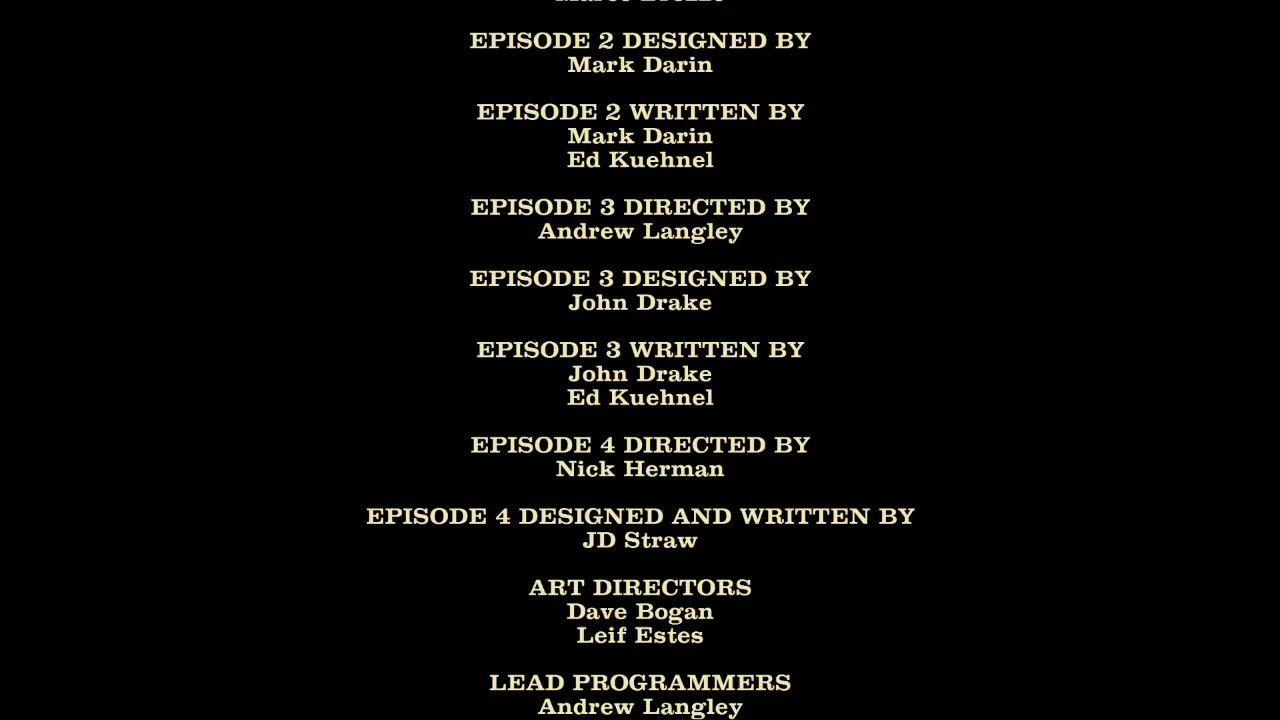 EPISODE 2 DESIGNED BY
Mark Darin
EPISODE 2 WRITTEN BY
Mark Darin
Ed Kuehnel
EPISODE 3 DIRECTED BY
Andrew Langley
EPISODE 3 DESIGNED BY
John Drake
EPISODE 3 WRITTEN BY
John Drake
Ed Kuehnel
EPISODE 4 DIRECTED BY
Nick Herman
EPISODE 4 DESIGNED AND WRITTEN BY
JD Straw
ART DIRECTORS
Dave Bogan
Leif Estes
LEAD PROGRAMMERS
Andrew Langley